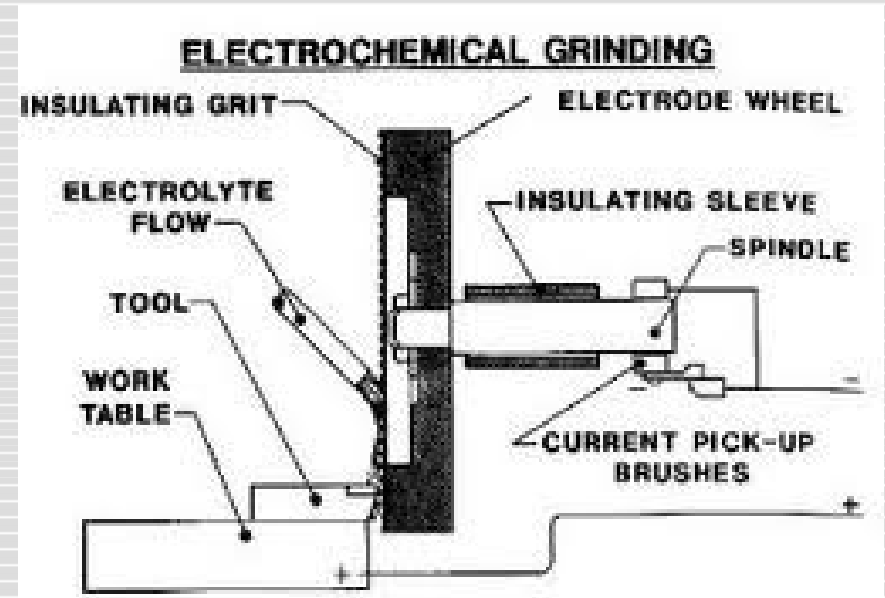 ELECTROCHEMICAL GRINDING
INSULATING GRIT
ELECTRODE WHEEL
ELECTROLYTE
FLOW
INSULATING SLEEVE
SPINDLE
TOOL
WORK
TABLE
-
-
CURRENT PICK-UP
BRUSHES
+
+